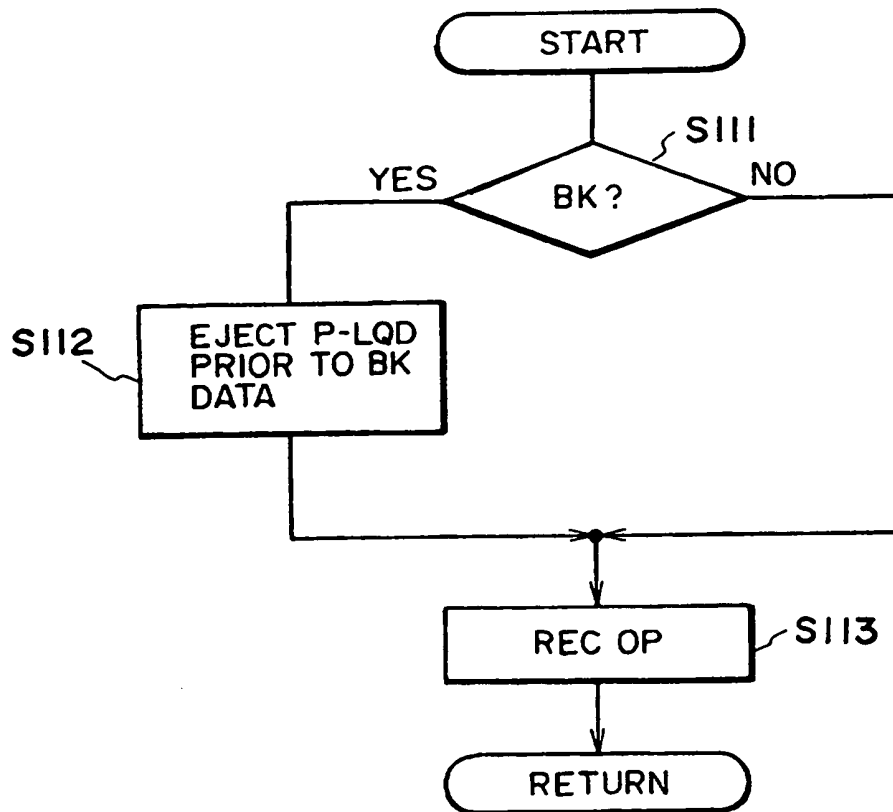 START
S111
YES
BK?
NO
S112
EJECT P-LQD
PRIOR TO BK
DATA
REC OP
S113
RETURN